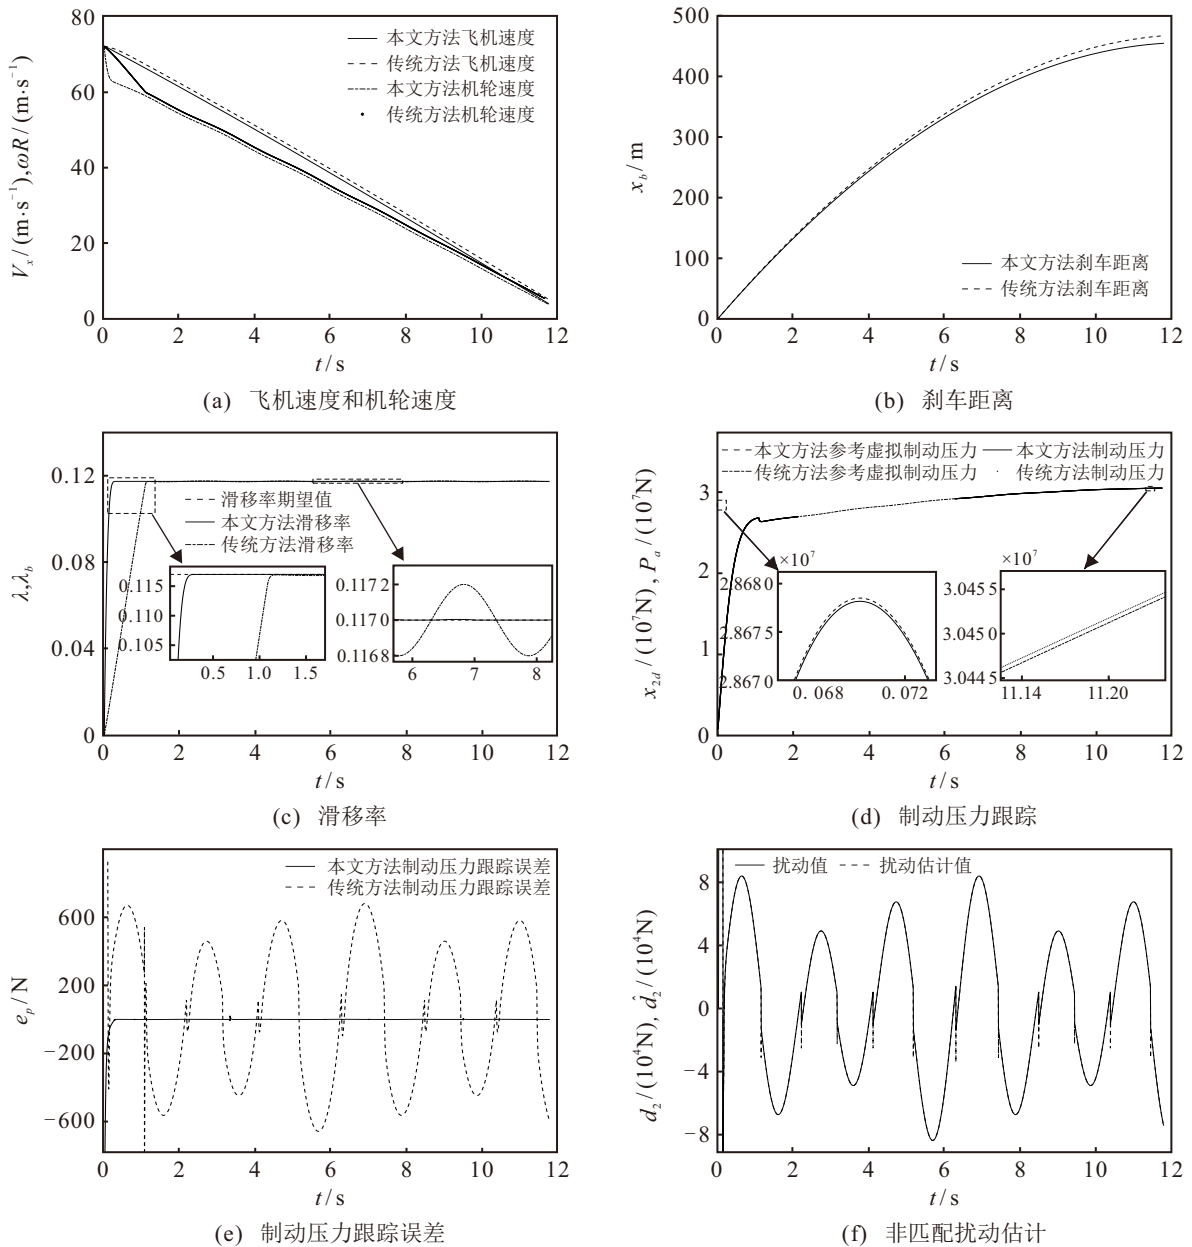 80
60
40
20
0
0
2
4
6
8
10
12
V_x/(m·s⁻¹),ωR/(m·s⁻¹)
t/s
本文方法飞机速度
传统方法飞机速度
本文方法机轮速度
传统方法机轮速度
(a) 飞机速度和机轮速度
500
400
300
200
100
0
0
2
4
6
8
10
12
x_b/m
t/s
本文方法刹车距离
传统方法刹车距离
(b) 刹车距离
0.12
0.08
0.04
0
0
2
4
6
8
10
12
λ,λ_b
t/s
滑移率期望值
本文方法滑移率
传统方法滑移率
0.115
0.110
0.105
0.5
1.0
1.5
0.1172
0.1170
0.1168
6
7
8
(c) 滑移率
3
2
1
0
0
2
4
6
8
10
12
x_{2d}/(10⁷N), P_a/(10⁷N)
t/s
本文方法参考虚拟制动压力
本文方法制动压力
传统方法参考虚拟制动压力
传统方法制动压力
×10⁷
2.8680
2.8675
2.8670
0.068
0.072
×10⁷
3.0455
3.0450
3.0445
11.14
11.20
(d) 制动压力跟踪
600
200
−200
−600
0
2
4
6
8
10
12
e_p/N
t/s
本文方法制动压力跟踪误差
传统方法制动压力跟踪误差
(e) 制动压力跟踪误差
8
4
0
−4
−8
0
2
4
6
8
10
12
d₂/(10⁴N), d̂₂/(10⁴N)
t/s
扰动值
扰动估计值
(f) 非匹配扰动估计